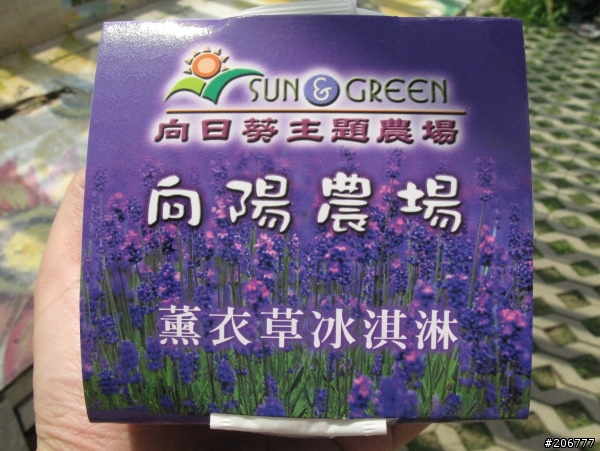 SUN & GREEN
向日葵主題農場
向陽農場
薰衣草冰淇淋
#206777